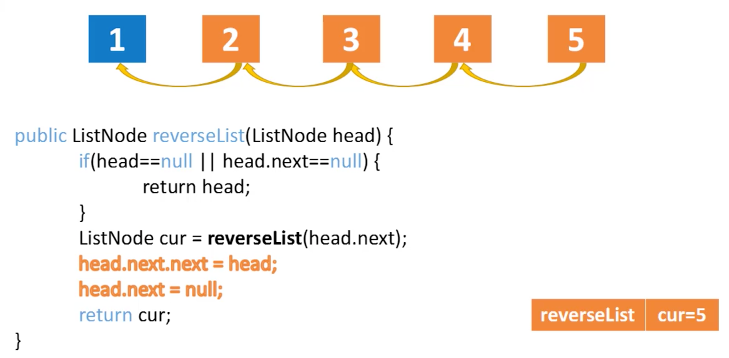 1 2 3 4 5
public ListNode reverseList(ListNode head) {
if(head==null || head.next==null) {
return head;
}
ListNode cur = reverseList(head.next);
head.next.next = head;
head.next = null;
return cur;
}
reverseList cur=5